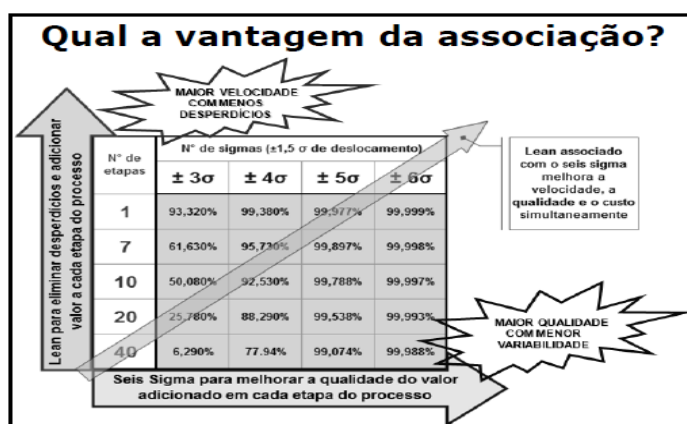 Qual a vantagem da associação?
MAIOR VELOCIDADE
COM MENOS
DESPERDÍCIOS
Lean para eliminar desperdícios e adicionar
valor a cada etapa do processo
N° de
etapas
N° de sigmas (±1,5 σ de deslocamento)
± 3σ ± 4σ ± 5σ ± 6σ
1 93,320% 99,380% 99,977% 99,999%
7 61,630% 95,730% 99,897% 99,998%
10 50,080% 92,530% 99,788% 99,997%
20 25,780% 88,290% 99,538% 99,993%
40 6,290% 77.94% 99,074% 99,988%
Lean associado
com o seis sigma
melhora a
velocidade, a
qualidade e o custo
simultaneamente
MAIOR QUALIDADE
COM MENOR
VARIABILIDADE
Seis Sigma para melhorar a qualidade do valor
adicionado em cada etapa do processo